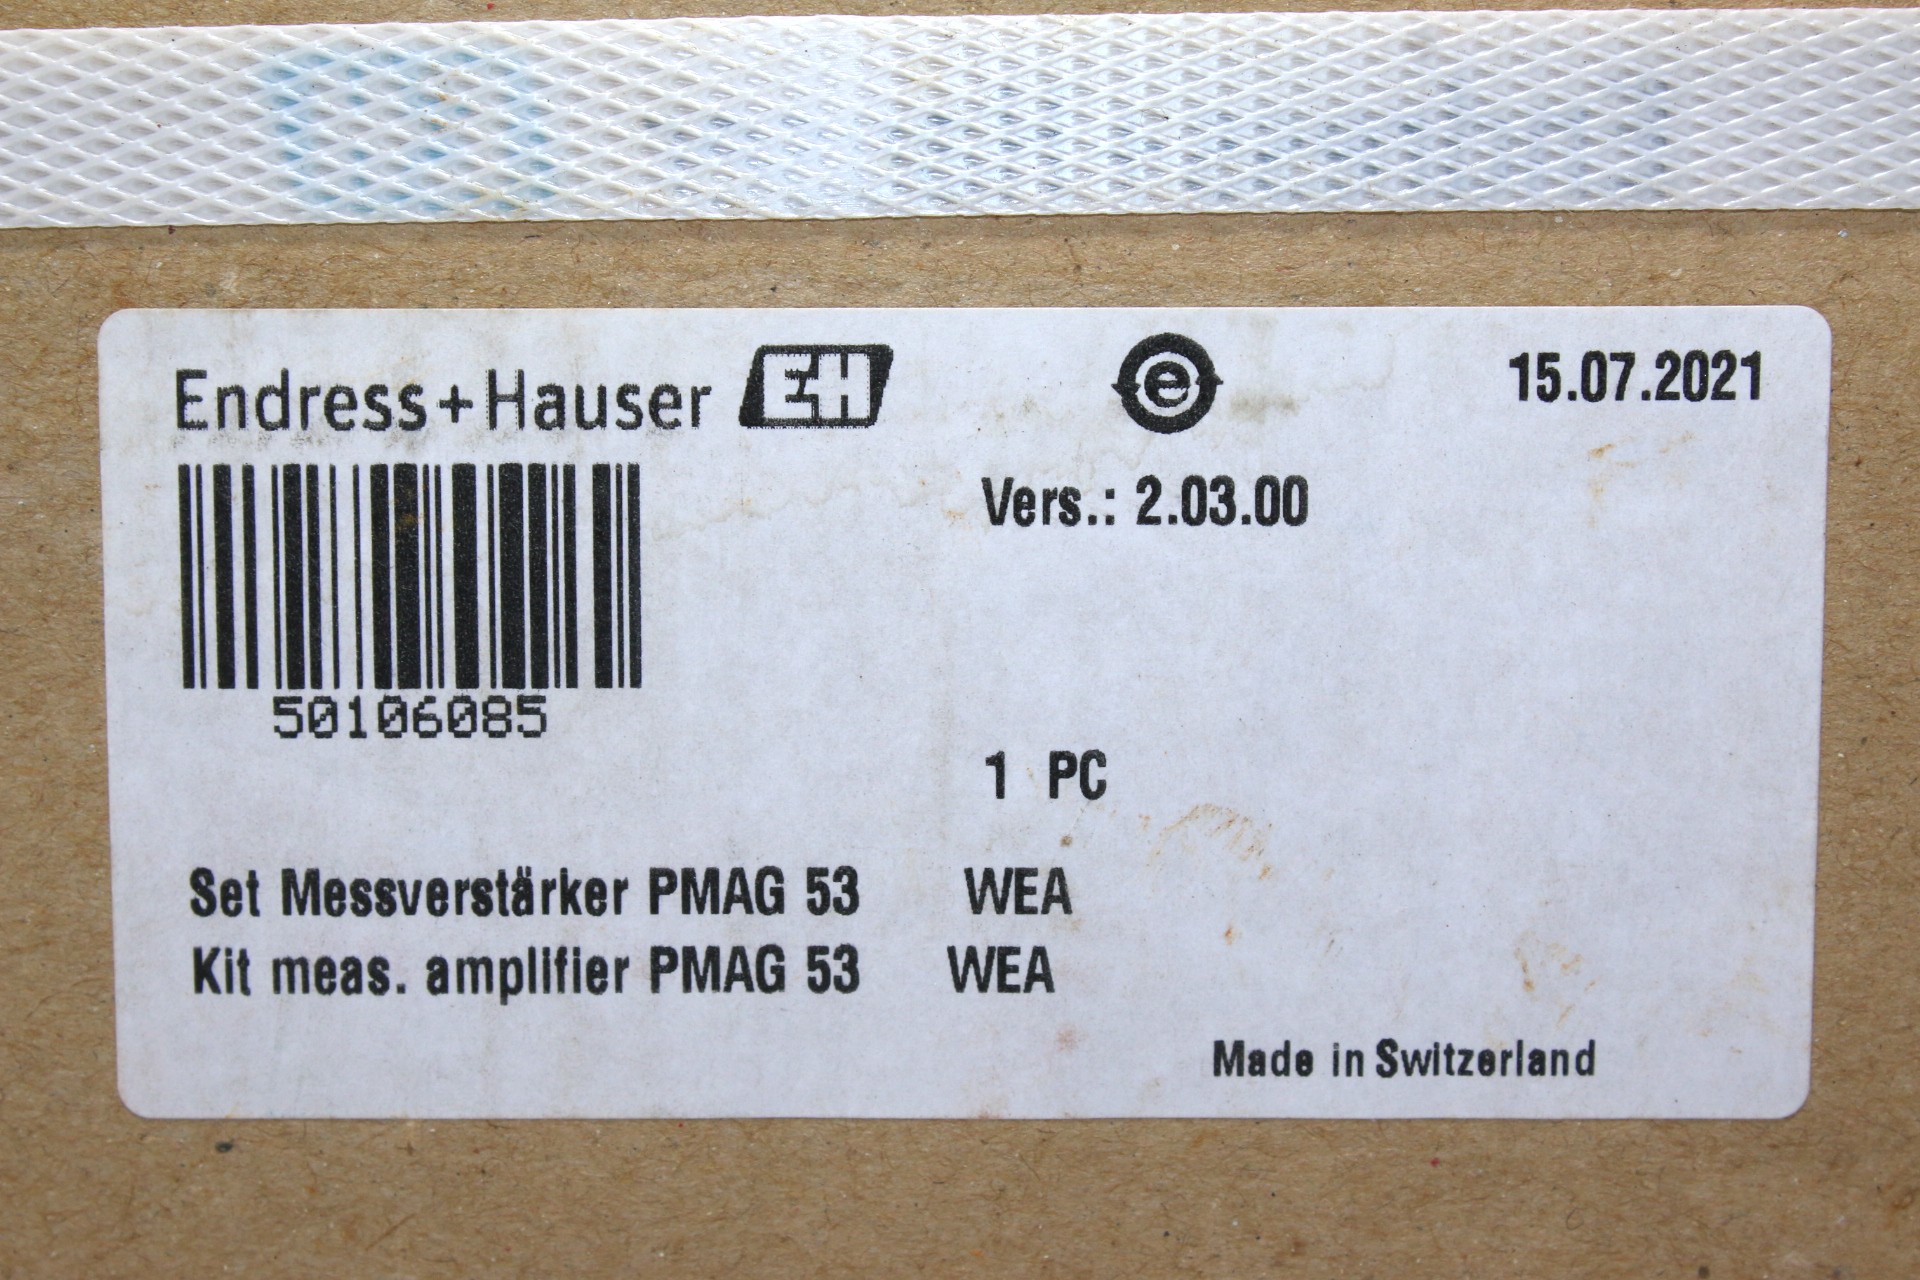 Endress+Hauser EH e 15.07.2021
Vers.: 2.03.00
50106085
1 PC
Set Messverstärker PMAG 53 WEA
Kit meas. amplifier PMAG 53 WEA
Made in Switzerland